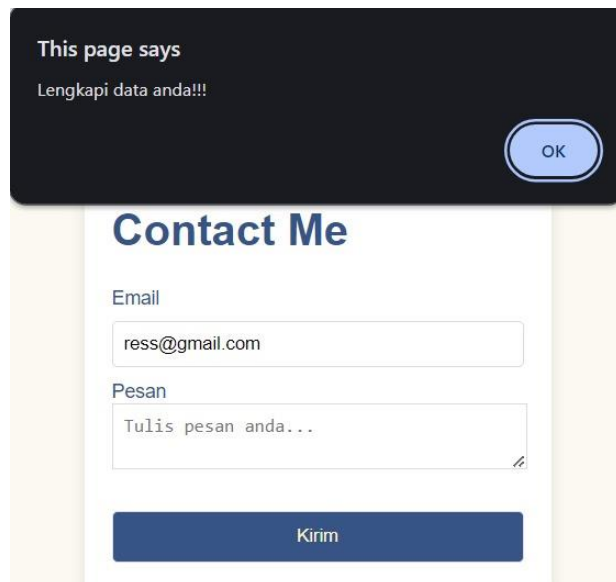 This page says
Lengkapi data anda!!!
OK
Contact Me
Email
ress@gmail.com
Pesan
Tulis pesan anda...
Kirim